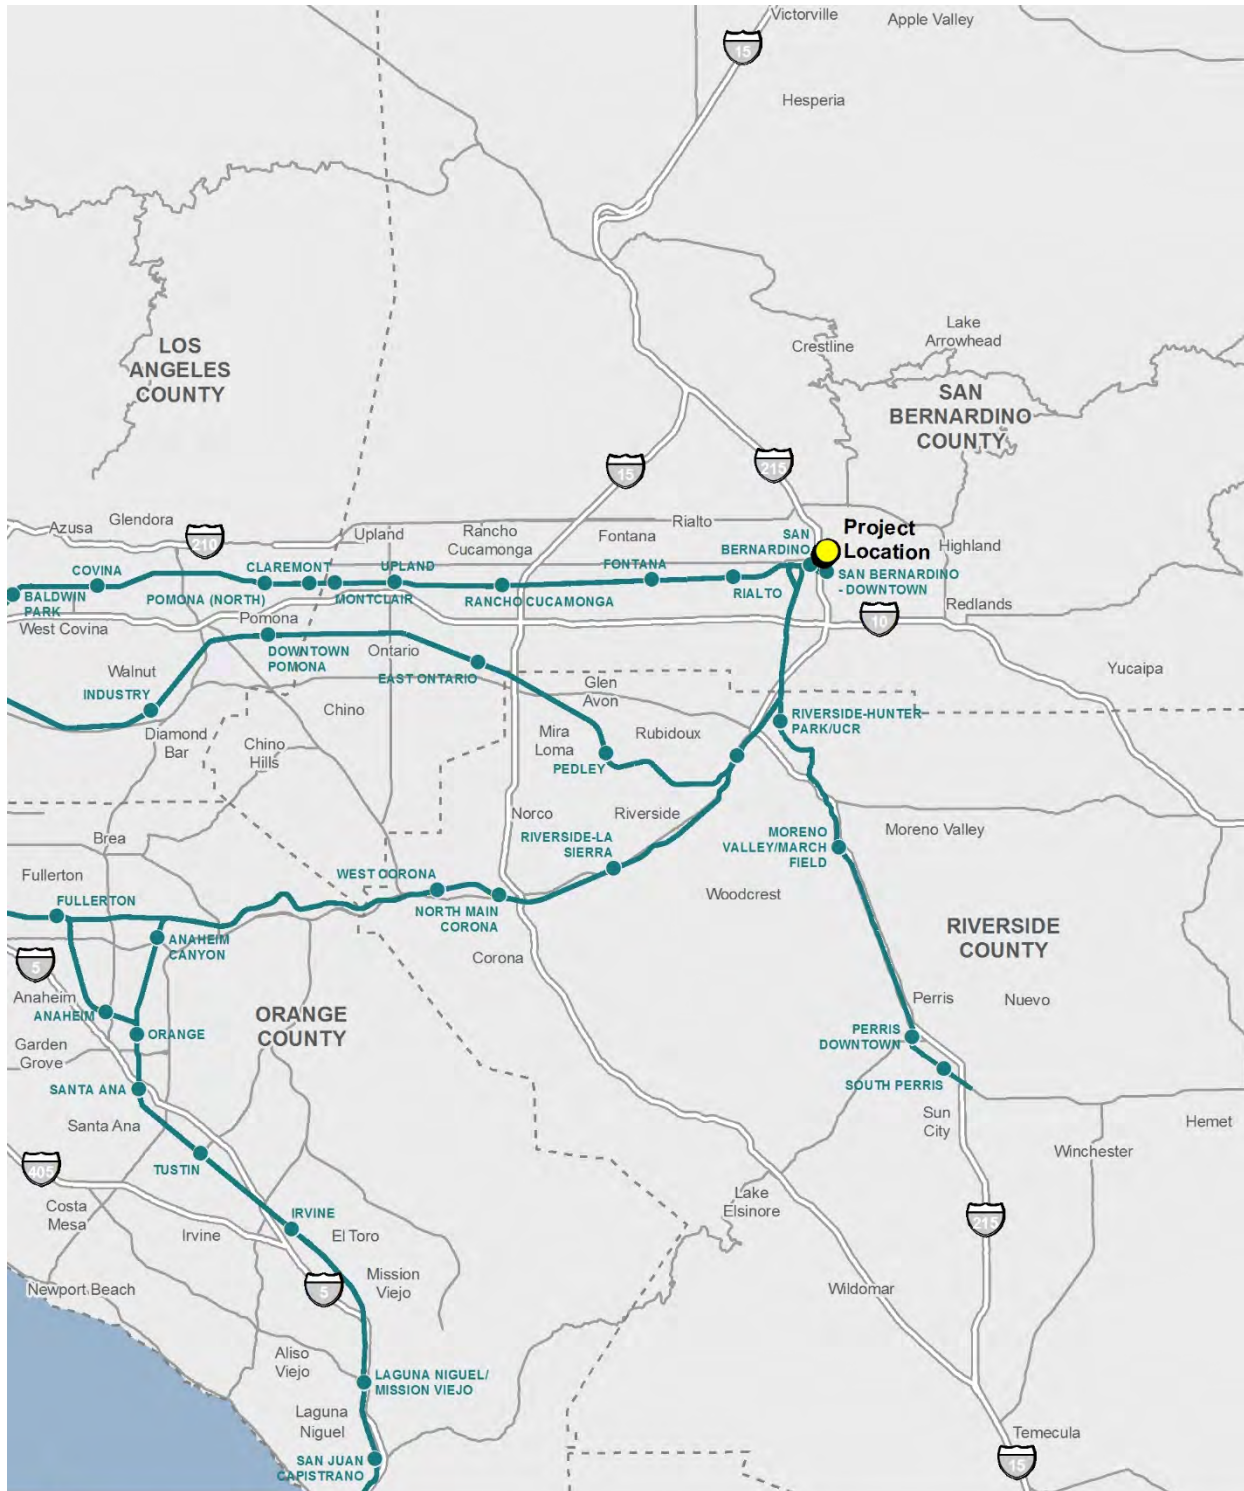 Victorville
Apple Valley
15
Hesperia
Lake
Arrowhead
Crestline
LOS
ANGELES
COUNTY
SAN
BERNARDINO
COUNTY
15
215
Azusa
Glendora
210
Upland
Rancho
Cucamonga
Fontana
Rialto
SAN
BERNARDINO
Project
Location
Highland
COVINA
CLAREMONT
UPLAND
FONTANA
SAN BERNARDINO
- DOWNTOWN
BALDWIN
PARK
POMONA (NORTH)
MONTCLAIR
RANCHO CUCAMONGA
RIALTO
Redlands
West Covina
Pomona
10
DOWNTOWN
POMONA
Ontario
EAST ONTARIO
Walnut
INDUSTRY
Glen
Avon
Yucaipa
Chino
RIVERSIDE-HUNTER
PARK/UCR
Diamond
Bar
Chino
Hills
Mira
Loma
Rubidoux
PEDLEY
Norco
Riverside
Moreno Valley
Brea
RIVERSIDE-LA
SIERRA
MORENO
VALLEY/MARCH
FIELD
Fullerton
FULLERTON
WEST CORONA
NORTH MAIN
CORONA
Woodcrest
RIVERSIDE
COUNTY
ANAHEIM
CANYON
5
Corona
Anaheim
ANAHEIM
ORANGE
ORANGE
COUNTY
Perris
Nuevo
Garden
Grove
PERRIS
DOWNTOWN
SANTA ANA
SOUTH PERRIS
Santa Ana
Sun
City
Hemet
TUSTIN
Winchester
405
Costa
Mesa
Irvine
IRVINE
El Toro
Lake
Elsinore
215
Newport Beach
Mission
Viejo
5
Wildomar
Aliso
Viejo
LAGUNA NIGUEL/
MISSION VIEJO
Laguna
Niguel
Temecula
SAN JUAN
CAPISTRANO
15